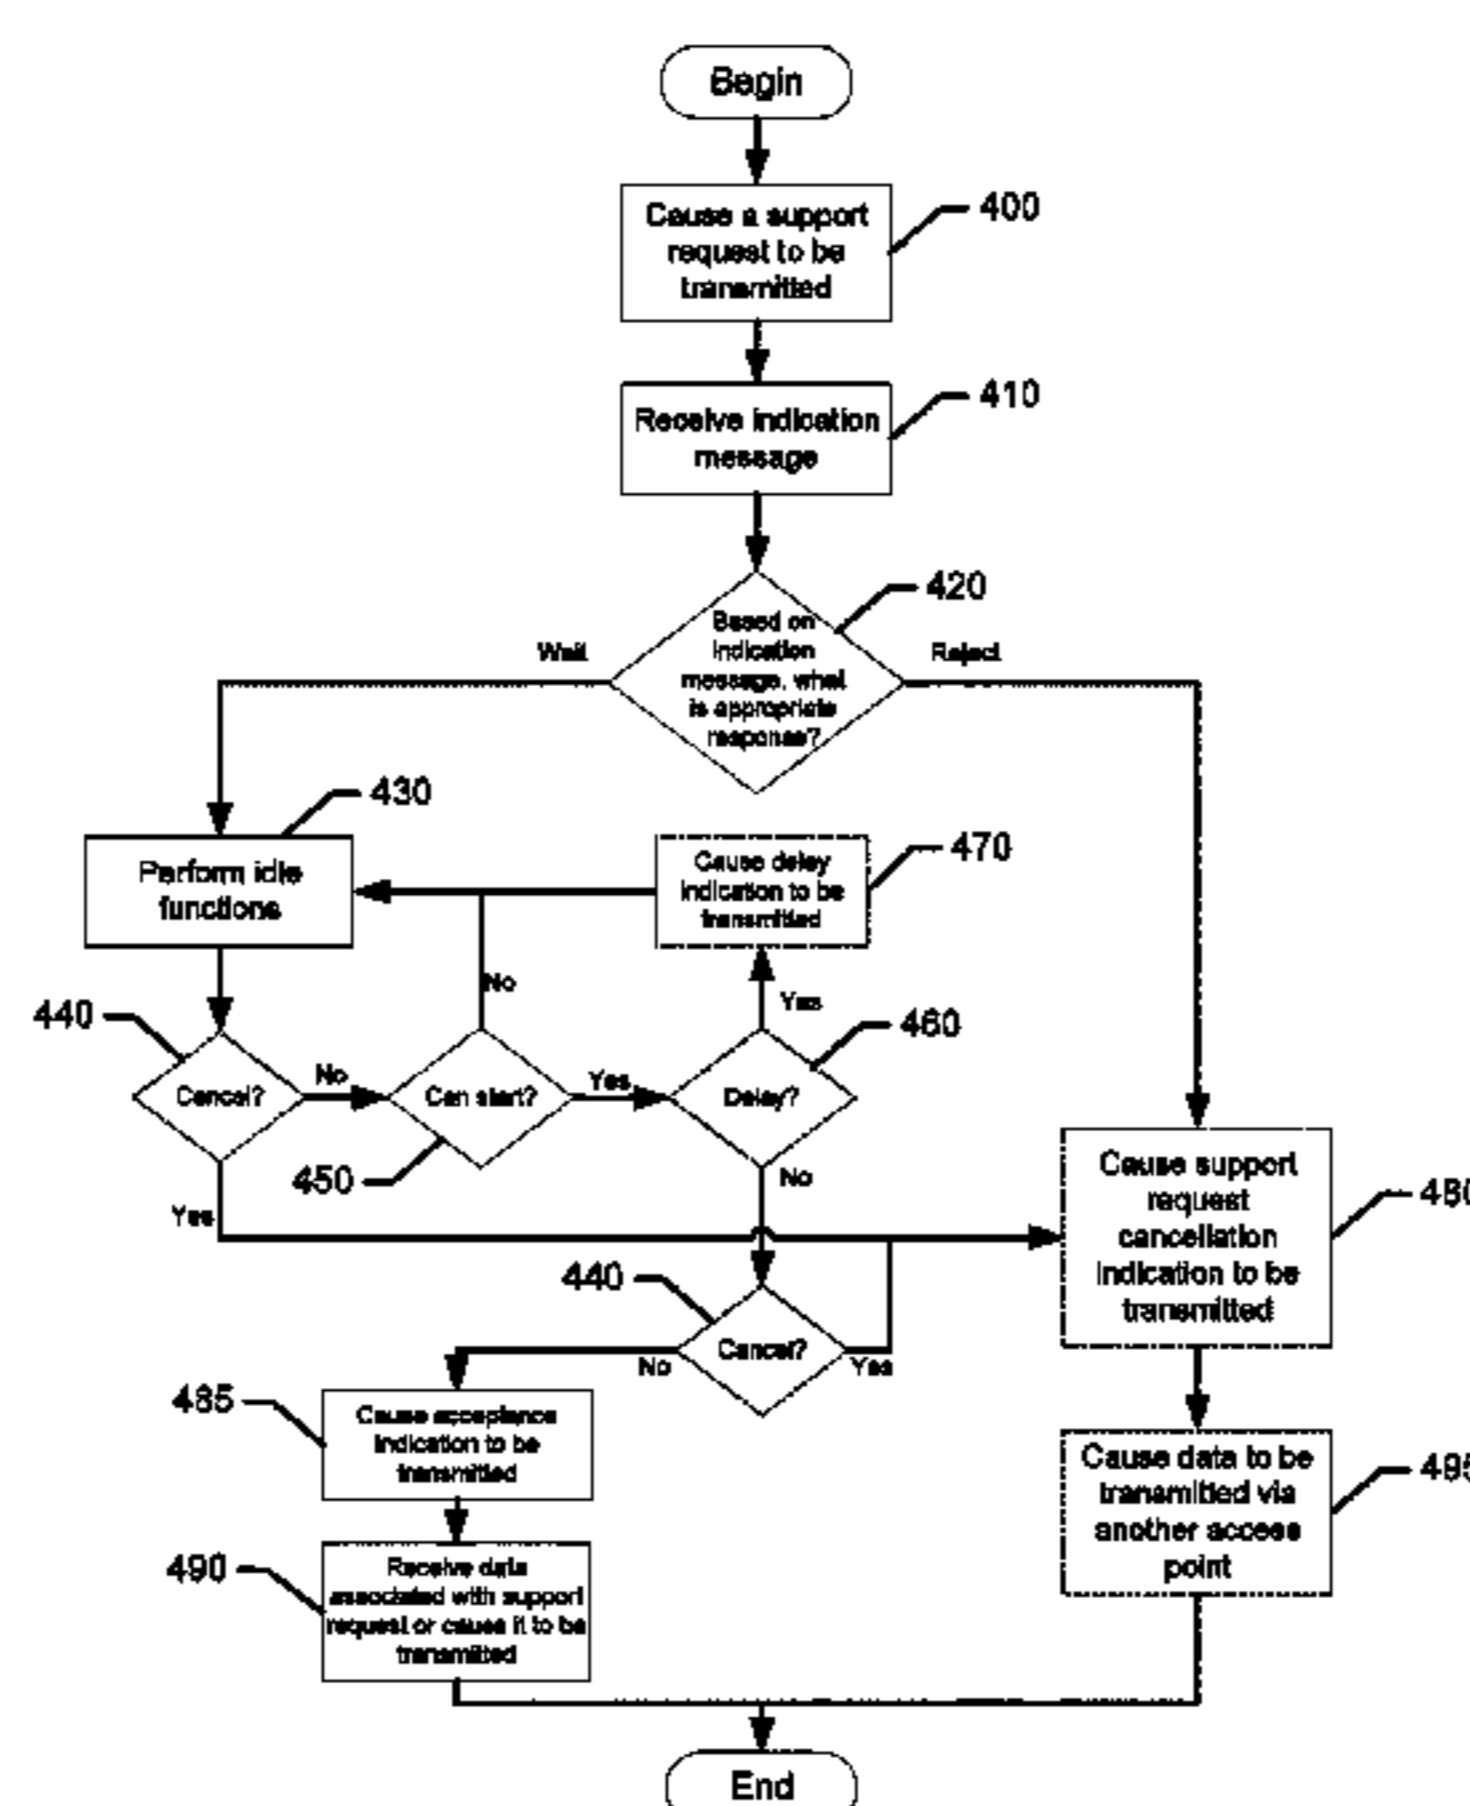 Begin
Cause a support
request to be
transmitted
400
Receive indication
message
410
Based on
indication
message, what
is appropriate
response?
420
Wait
Reject
Perform idle
functions
430
Cause delay
indication to be
transmitted
470
No
Yes
440
Cancel?
No
Can start?
450
Yes
Delay?
460
Yes
No
Cause support
request
cancellation
indication to be
transmitted
440
Cancel?
No
Yes
485
Cause acceptance
indication to be
transmitted
Cause data to be
transmitted via
another access
point
490
Receive data
associated with support
request or cause it to be
transmitted
End